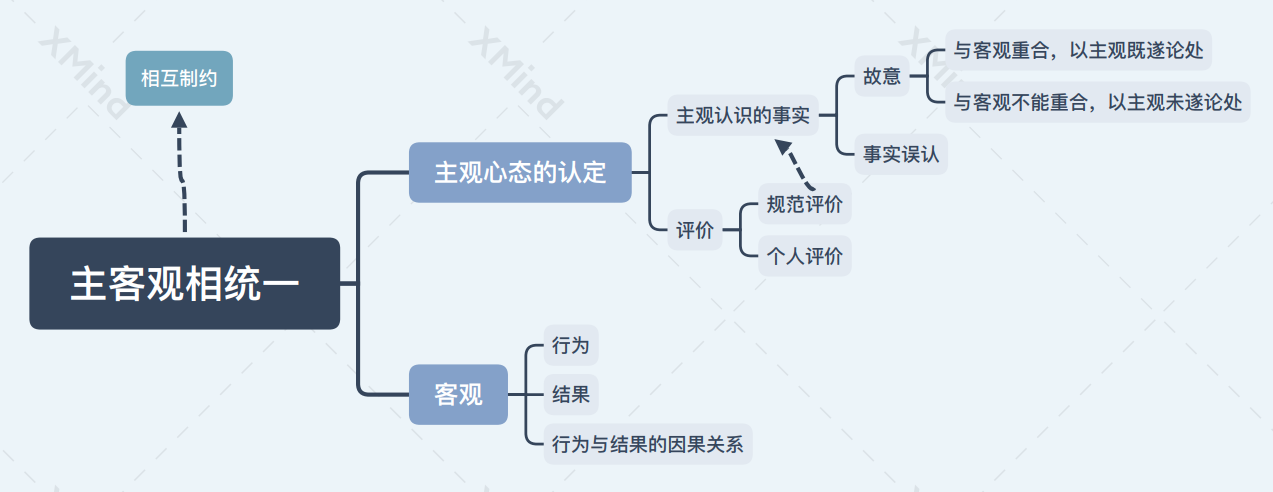 XMind
XMind
XMind
相互制约
主客观相统一
主观心态的认定
主观认识的事实
故意
与客观重合，以主观既遂论处
与客观不能重合，以主观未遂论处
事实误认
评价
规范评价
个人评价
客观
行为
结果
行为与结果的因果关系